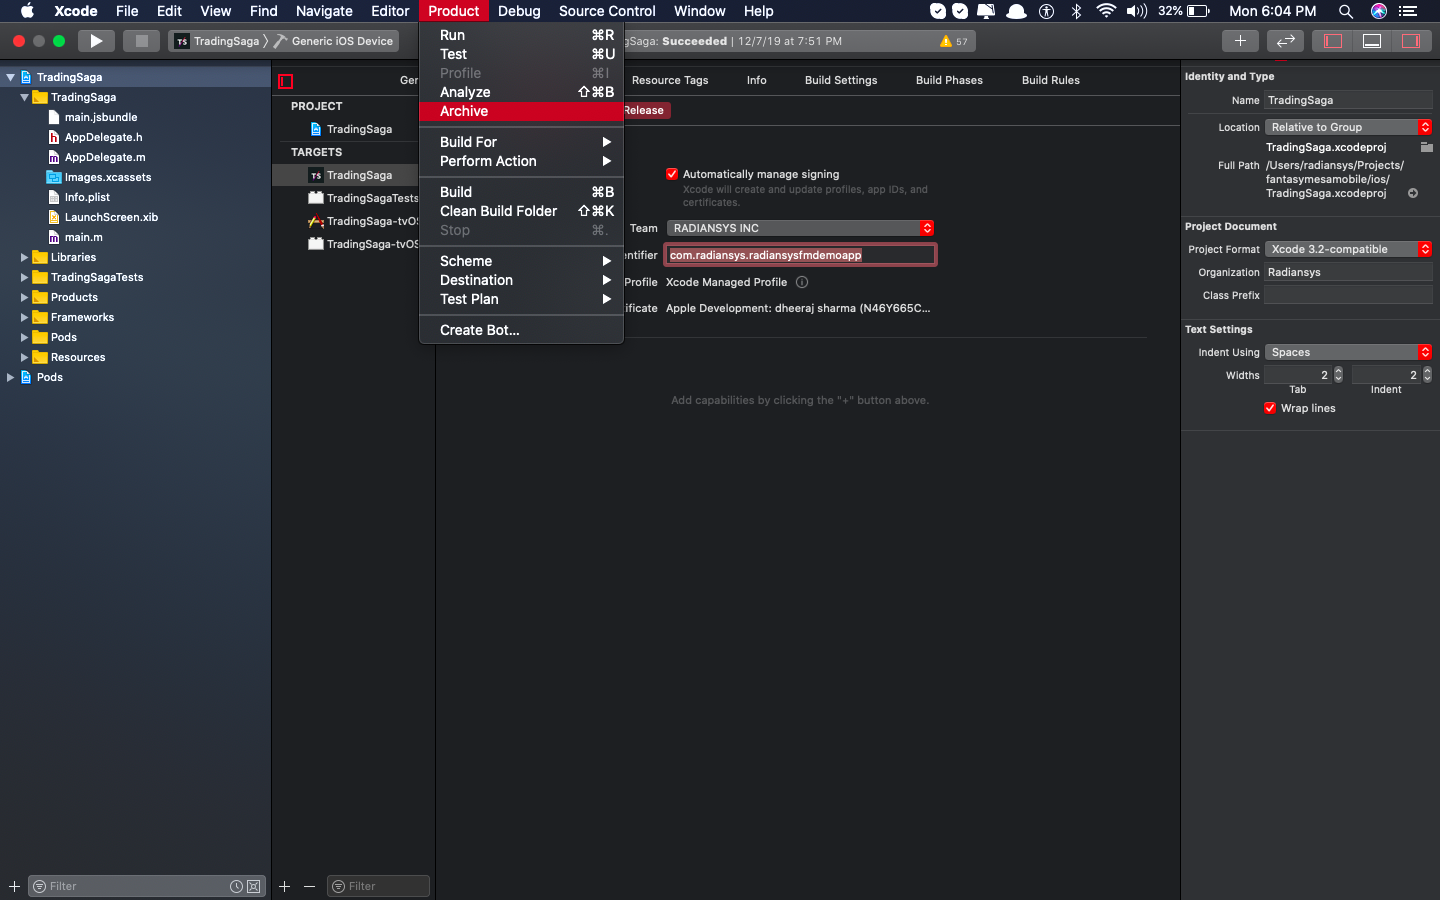 Xcode File Edit View Find Navigate Editor Product Debug Source Control Window Help 32% Mon 6:04 PM
TradingSaga Generic iOS Device
gSaga: Succeeded | 12/7/19 at 7:51 PM 57
TradingSaga
TradingSaga
main.jsbundle
AppDelegate.h
AppDelegate.m
Images.xcassets
Info.plist
LaunchScreen.xib
main.m
Libraries
TradingSagaTests
Products
Frameworks
Pods
Resources
Pods
Filter
PROJECT
TradingSaga
TARGETS
TradingSaga
TradingSagaTests
TradingSaga-tvOS
TradingSaga-tvOS
Filter
Run ⌘R
Test ⌘U
Profile ⌘I
Analyze ⇧⌘B
Archive
Build For
Perform Action
Build ⌘B
Clean Build Folder ⇧⌘K
Stop ⌘.
Scheme
Destination
Test Plan
Create Bot...
Gen Resource Tags Info Build Settings Build Phases Build Rules
Release
Automatically manage signing
Xcode will create and update profiles, app IDs, and
certificates.
Team RADIANSYS INC
entifier com.radiansys.radiansysfmdemoapp
Profile Xcode Managed Profile
ificate Apple Development: dheeraj sharma (N46Y665C...
Add capabilities by clicking the "+" button above.
Identity and Type
Name TradingSaga
Location Relative to Group
TradingSaga.xcodeproj
Full Path /Users/radiansys/Projects/
fantasymesamobile/ios/
TradingSaga.xcodeproj
Project Document
Project Format Xcode 3.2-compatible
Organization Radiansys
Class Prefix
Text Settings
Indent Using Spaces
Widths 2 2
Tab Indent
Wrap lines